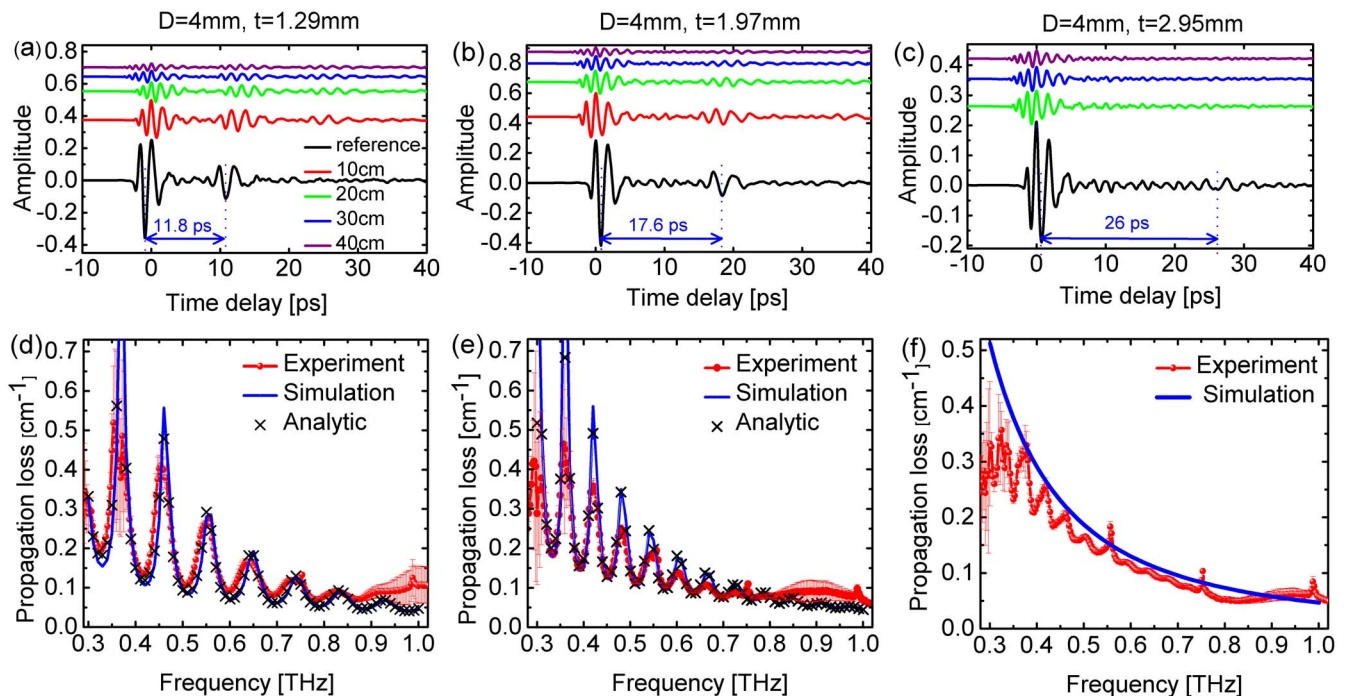 D=4mm, t=1.29mm
D=4mm, t=1.97mm
D=4mm, t=2.95mm
(a)
0.8
0.6
0.4
0.2
0.0
-0.2
-0.4
Amplitude
reference
10cm
20cm
30cm
40cm
11.8 ps
-10 0 10 20 30 40
Time delay [ps]
(b)
0.8
0.6
0.4
0.2
0.0
-0.2
-0.4
Amplitude
17.6 ps
-10 0 10 20 30 40
Time delay [ps]
(c)
0.4
0.3
0.2
0.1
0.0
-0.1
-0.2
Amplitude
26 ps
-10 0 10 20 30 40
Time delay [ps]
(d)
0.7
0.6
0.5
0.4
0.3
0.2
0.1
0.0
Propagation loss [cm⁻¹]
Experiment
Simulation
Analytic
0.3 0.4 0.5 0.6 0.7 0.8 0.9 1.0
Frequency [THz]
(e)
0.7
0.6
0.5
0.4
0.3
0.2
0.1
0.0
Propagation loss [cm⁻¹]
Experiment
Simulation
Analytic
0.3 0.4 0.5 0.6 0.7 0.8 0.9 1.0
Frequency [THz]
(f)
0.5
0.4
0.3
0.2
0.1
0.0
Propagation loss [cm⁻¹]
Experiment
Simulation
0.3 0.4 0.5 0.6 0.7 0.8 0.9 1.0
Frequency [THz]